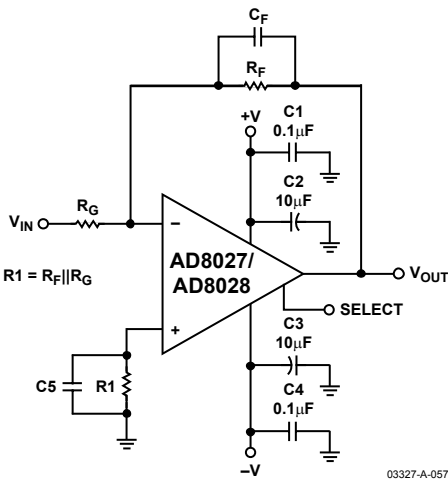 CF
RF
C1
+V
0.1µF
C2
RG
10µF
VIN
–
AD8027/
AD8028
VOUT
R1 = RF||RG
SELECT
+
C3
10µF
C5
R1
C4
0.1µF
–V
03327-A-057